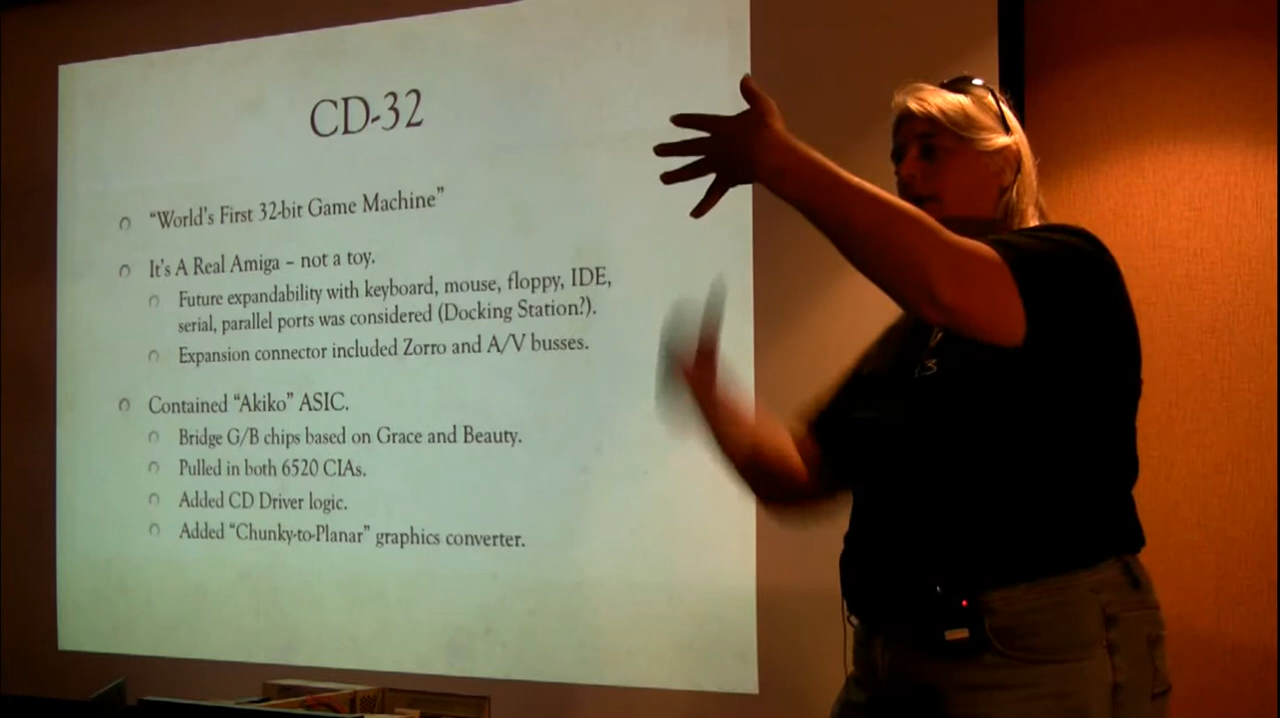 CD-32
“World's First 32-bit Game Machine”
It's A Real Amiga – not a toy.
Future expandability with keyboard, mouse, floppy, IDE,
serial, parallel ports was considered (Docking Station?).
Expansion connector included Zorro and A/V busses.
Contained “Akiko” ASIC.
Bridge G/B chips based on Grace and Beauty.
Pulled in both 6520 CIAs.
Added CD Driver logic.
Added “Chunky-to-Planar” graphics converter.